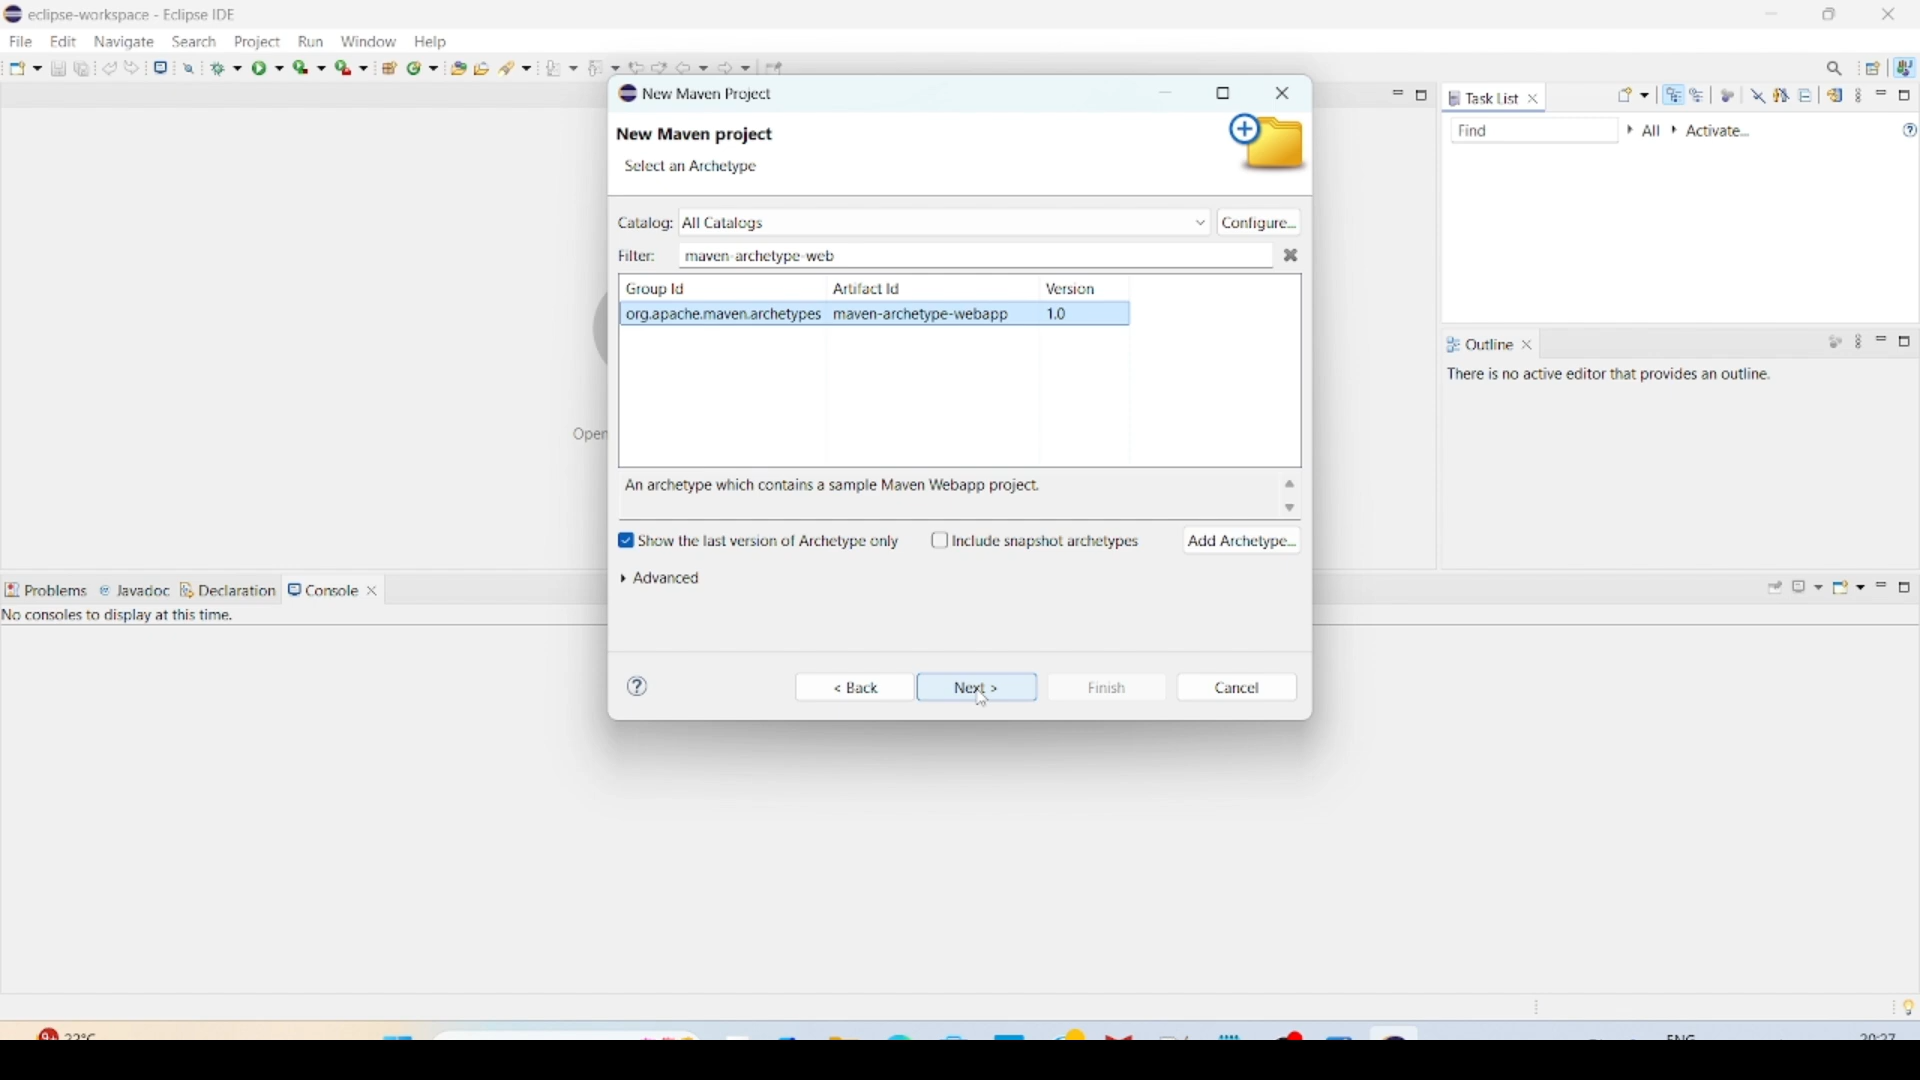 eclipse-workspace - Eclipse IDE
File Edit Navigate Search Project Run Window Help
New Maven Project
New Maven project
Select an Archetype
Catalog: All Catalogs Configure...
Filter: maven-archetype-web
Group Id Artifact Id Version
org.apache.maven.archetypes maven-archetype-webapp 1.0
An archetype which contains a sample Maven Webapp project.
Show the last version of Archetype only Include snapshot archetypes Add Archetype...
Advanced
< Back Next > Finish Cancel
Open
Task List
Find All Activate...
Outline
There is no active editor that provides an outline.
Problems Javadoc Declaration Console
No consoles to display at this time.